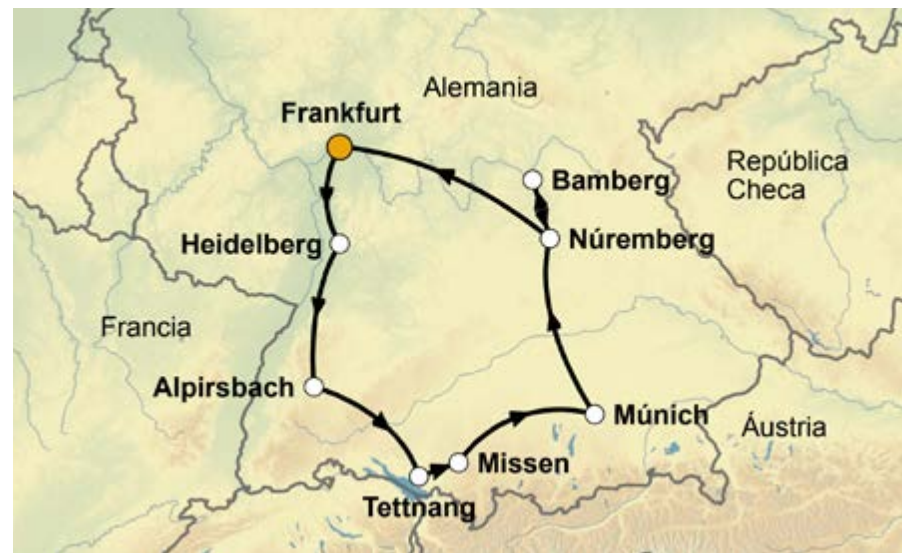 Alemania
Frankfurt
República
Checa
Bamberg
Núremberg
Heidelberg
Francia
Alpirsbach
Múnich
Áustria
Missen
Tettnang